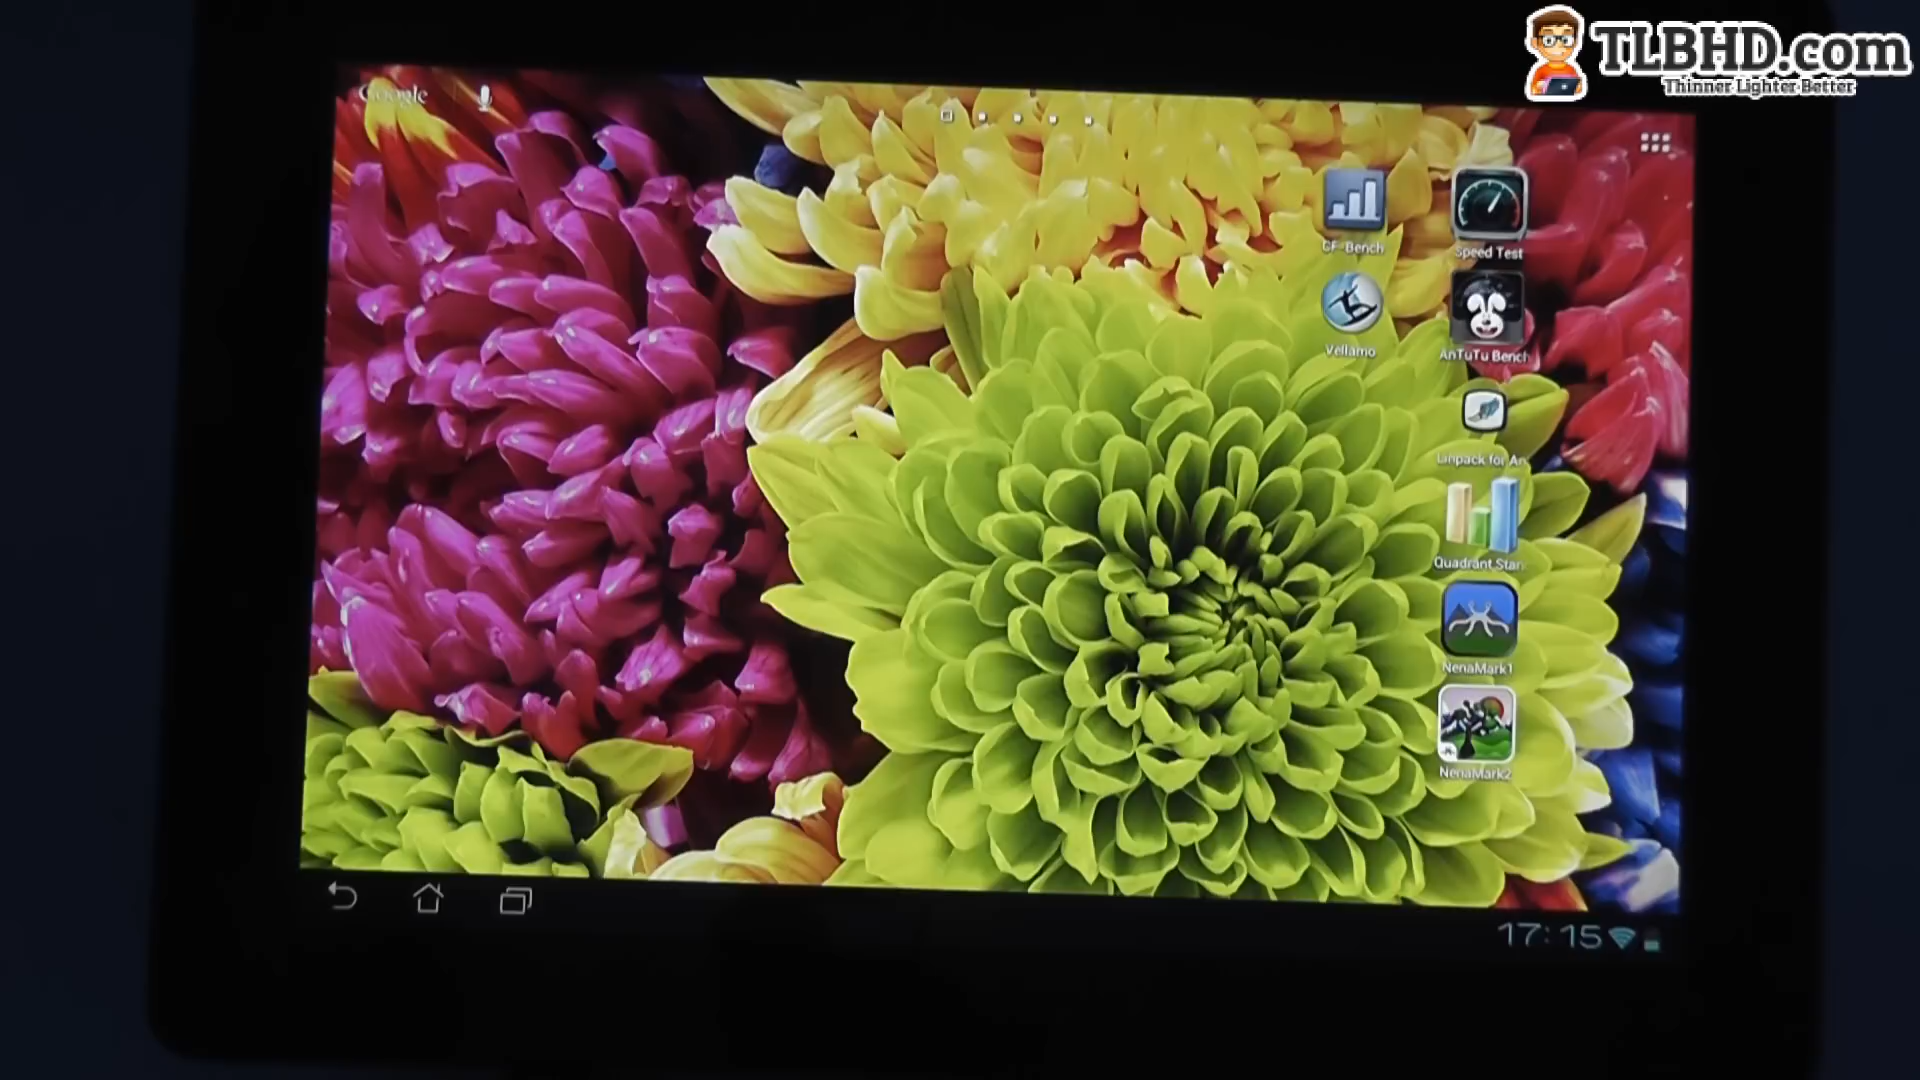 TLBHD.com
Thinner Lighter Better
Google
CF-Bench
Speed Test
Vellamo
AnTuTu Bench
Linpack for An
Quadrant Stan
NenaMark1
NenaMark2
17:15